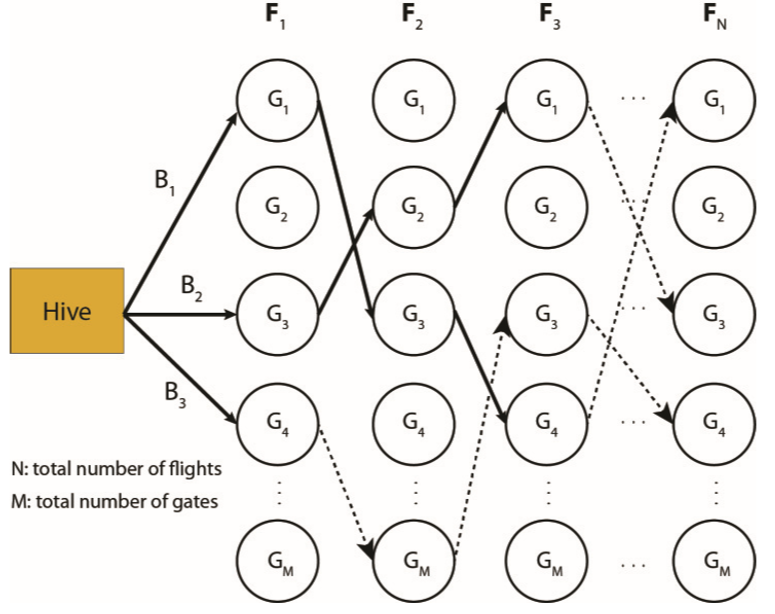 F1 F2 F3 FN
G1 G1 G1 ... G1
B1
G2 G2 G2 ... G2
B2
Hive G3 G3 G3 ... G3
B3
G4 G4 G4 ... G4
N: total number of flights
M: total number of gates
GM GM GM ... GM